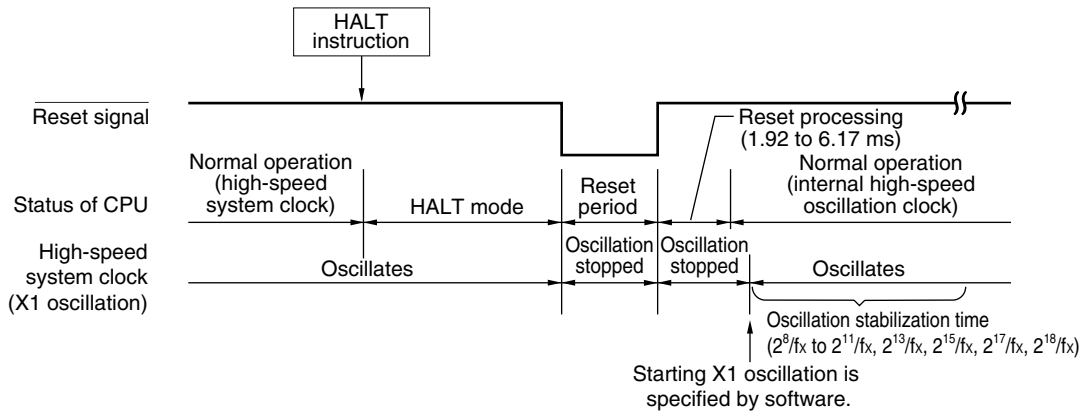 HALT
instruction
Reset signal
Reset processing
(1.92 to 6.17 ms)
Normal operation
(high-speed
system clock)
Status of CPU
HALT mode
Reset
period
Normal operation
(internal high-speed
oscillation clock)
High-speed
system clock
(X1 oscillation)
Oscillates
Oscillation
stopped
Oscillation
stopped
Oscillates
Oscillation stabilization time
(2⁸/fx to 2¹¹/fx, 2¹³/fx, 2¹⁵/fx, 2¹⁷/fx, 2¹⁸/fx)
Starting X1 oscillation is
specified by software.